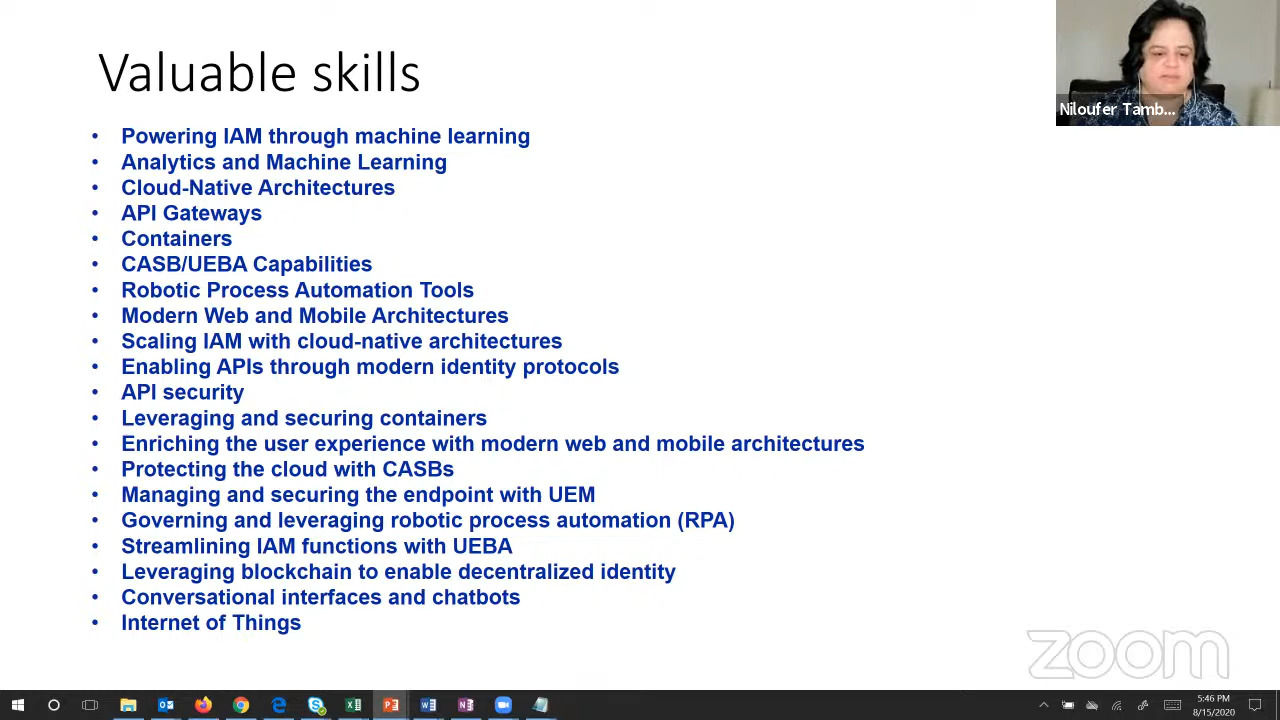 Valuable skills
Niloufer Tamb...
• Powering IAM through machine learning
• Analytics and Machine Learning
• Cloud-Native Architectures
• API Gateways
• Containers
• CASB/UEBA Capabilities
• Robotic Process Automation Tools
• Modern Web and Mobile Architectures
• Scaling IAM with cloud-native architectures
• Enabling APIs through modern identity protocols
• API security
• Leveraging and securing containers
• Enriching the user experience with modern web and mobile architectures
• Protecting the cloud with CASBs
• Managing and securing the endpoint with UEM
• Governing and leveraging robotic process automation (RPA)
• Streamlining IAM functions with UEBA
• Leveraging blockchain to enable decentralized identity
• Conversational interfaces and chatbots
• Internet of Things
zoom
5:46 PM
8/15/2020